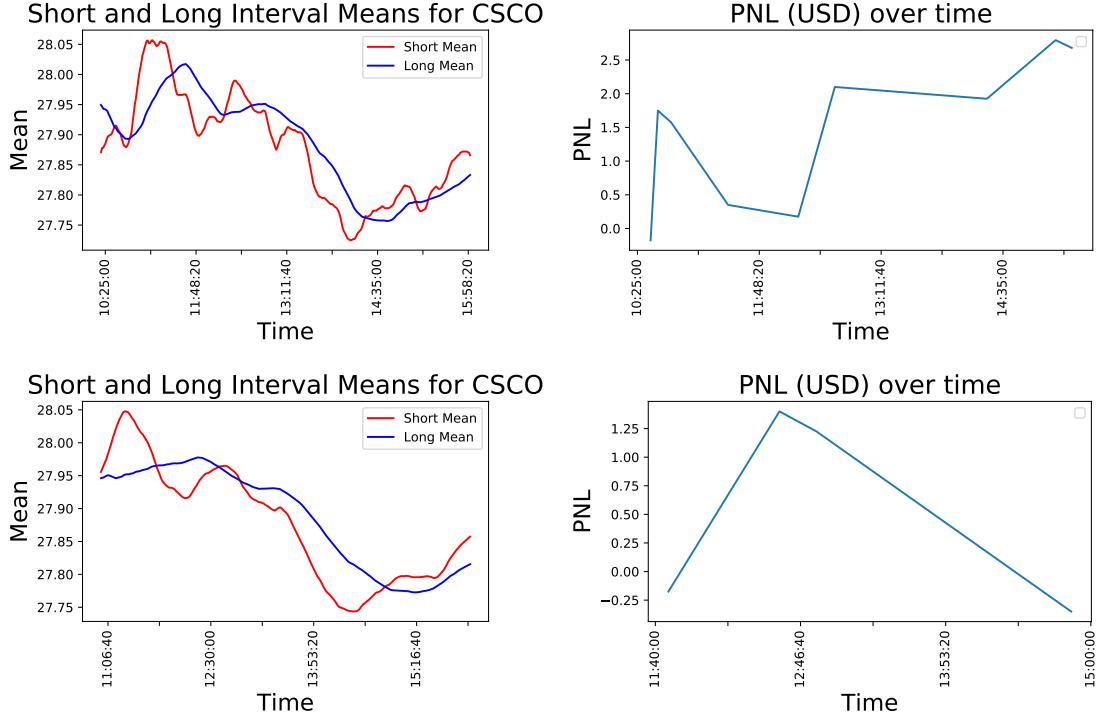 Short and Long Interval Means for CSCO
Mean
28.05
28.00
27.95
27.90
27.85
27.80
27.75
Short Mean
Long Mean
10:25:00
11:48:20
13:11:40
14:35:00
15:58:20
Time
PNL (USD) over time
PNL
2.5
2.0
1.5
1.0
0.5
0.0
10:25:00
11:48:20
13:11:40
14:35:00
Time
Short and Long Interval Means for CSCO
Mean
28.05
28.00
27.95
27.90
27.85
27.80
27.75
Short Mean
Long Mean
11:06:40
12:30:00
13:53:20
15:16:40
Time
PNL (USD) over time
PNL
1.25
1.00
0.75
0.50
0.25
0.00
−0.25
11:40:00
12:46:40
13:53:20
15:00:00
Time